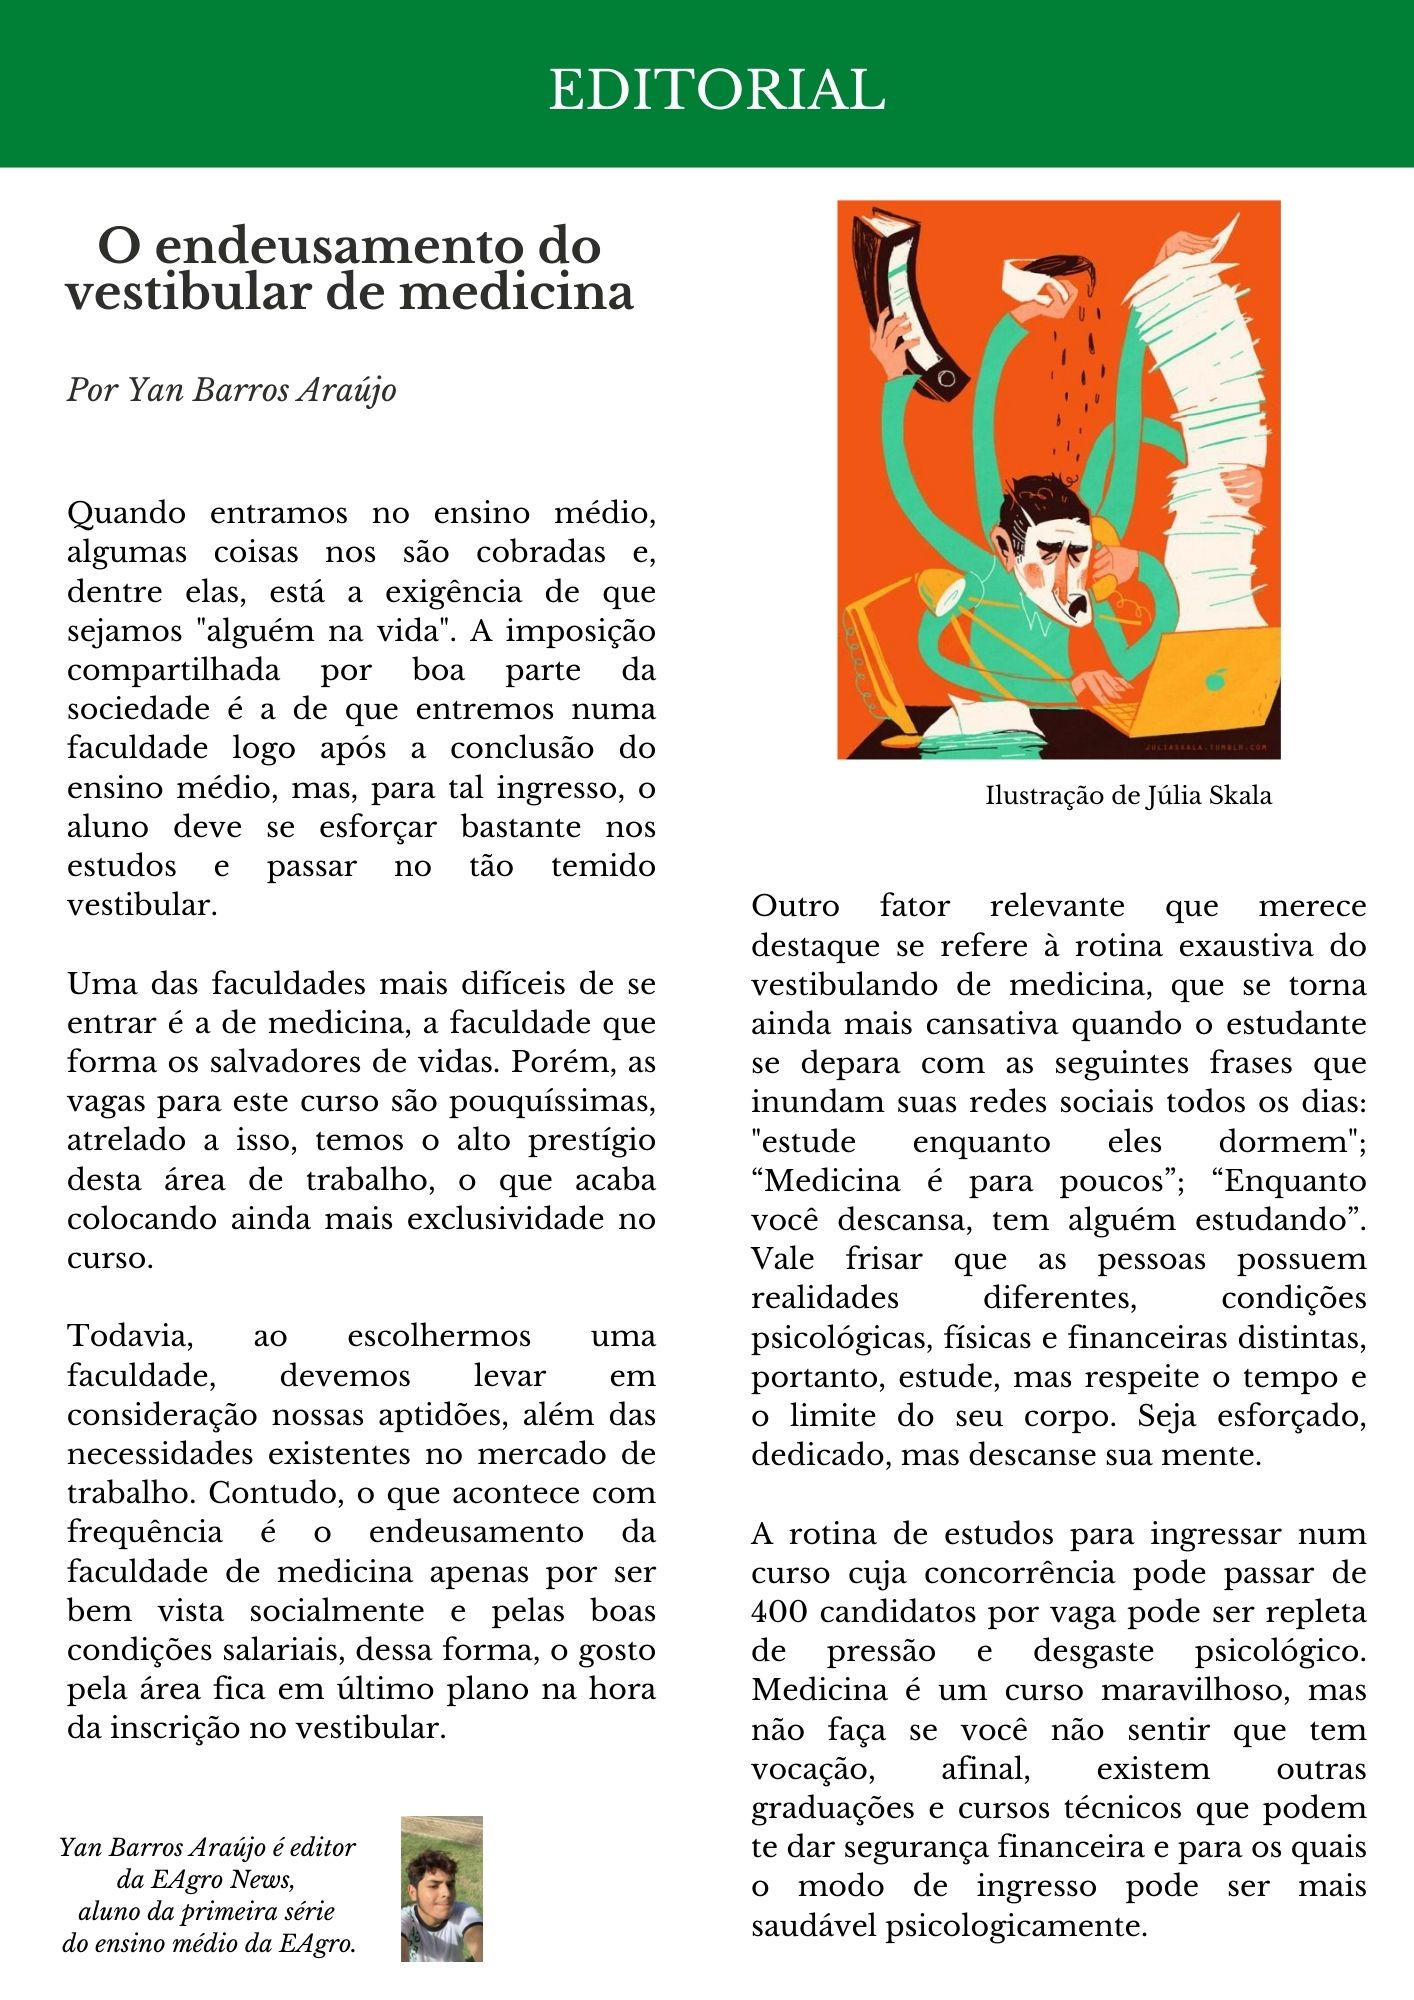 EDITORIAL
O endeusamento do
vestibular de medicina
Por Yan Barros Araújo
Quando entramos no ensino médio,
algumas coisas nos são cobradas e,
dentre elas, está a exigência de que
sejamos "alguém na vida". A imposição
compartilhada por boa parte da
sociedade é a de que entremos numa
faculdade logo após a conclusão do
ensino médio, mas, para tal ingresso, o
aluno deve se esforçar bastante nos
estudos e passar no tão temido
vestibular.
Uma das faculdades mais difíceis de se
entrar é a de medicina, a faculdade que
forma os salvadores de vidas. Porém, as
vagas para este curso são pouquíssimas,
atrelado a isso, temos o alto prestígio
desta área de trabalho, o que acaba
colocando ainda mais exclusividade no
curso.
Todavia, ao escolhermos uma
faculdade, devemos levar em
consideração nossas aptidões, além das
necessidades existentes no mercado de
trabalho. Contudo, o que acontece com
frequência é o endeusamento da
faculdade de medicina apenas por ser
bem vista socialmente e pelas boas
condições salariais, dessa forma, o gosto
pela área fica em último plano na hora
da inscrição no vestibular.
Yan Barros Araújo é editor
da EAgro News,
aluno da primeira série
do ensino médio da EAgro.
JULIASKALA.TUMBLR.COM
Ilustração de Júlia Skala
Outro fator relevante que merece
destaque se refere à rotina exaustiva do
vestibulando de medicina, que se torna
ainda mais cansativa quando o estudante
se depara com as seguintes frases que
inundam suas redes sociais todos os dias:
"estude enquanto eles dormem";
“Medicina é para poucos”; “Enquanto
você descansa, tem alguém estudando”.
Vale frisar que as pessoas possuem
realidades diferentes, condições
psicológicas, físicas e financeiras distintas,
portanto, estude, mas respeite o tempo e
o limite do seu corpo. Seja esforçado,
dedicado, mas descanse sua mente.
A rotina de estudos para ingressar num
curso cuja concorrência pode passar de
400 candidatos por vaga pode ser repleta
de pressão e desgaste psicológico.
Medicina é um curso maravilhoso, mas
não faça se você não sentir que tem
vocação, afinal, existem outras
graduações e cursos técnicos que podem
te dar segurança financeira e para os quais
o modo de ingresso pode ser mais
saudável psicologicamente.